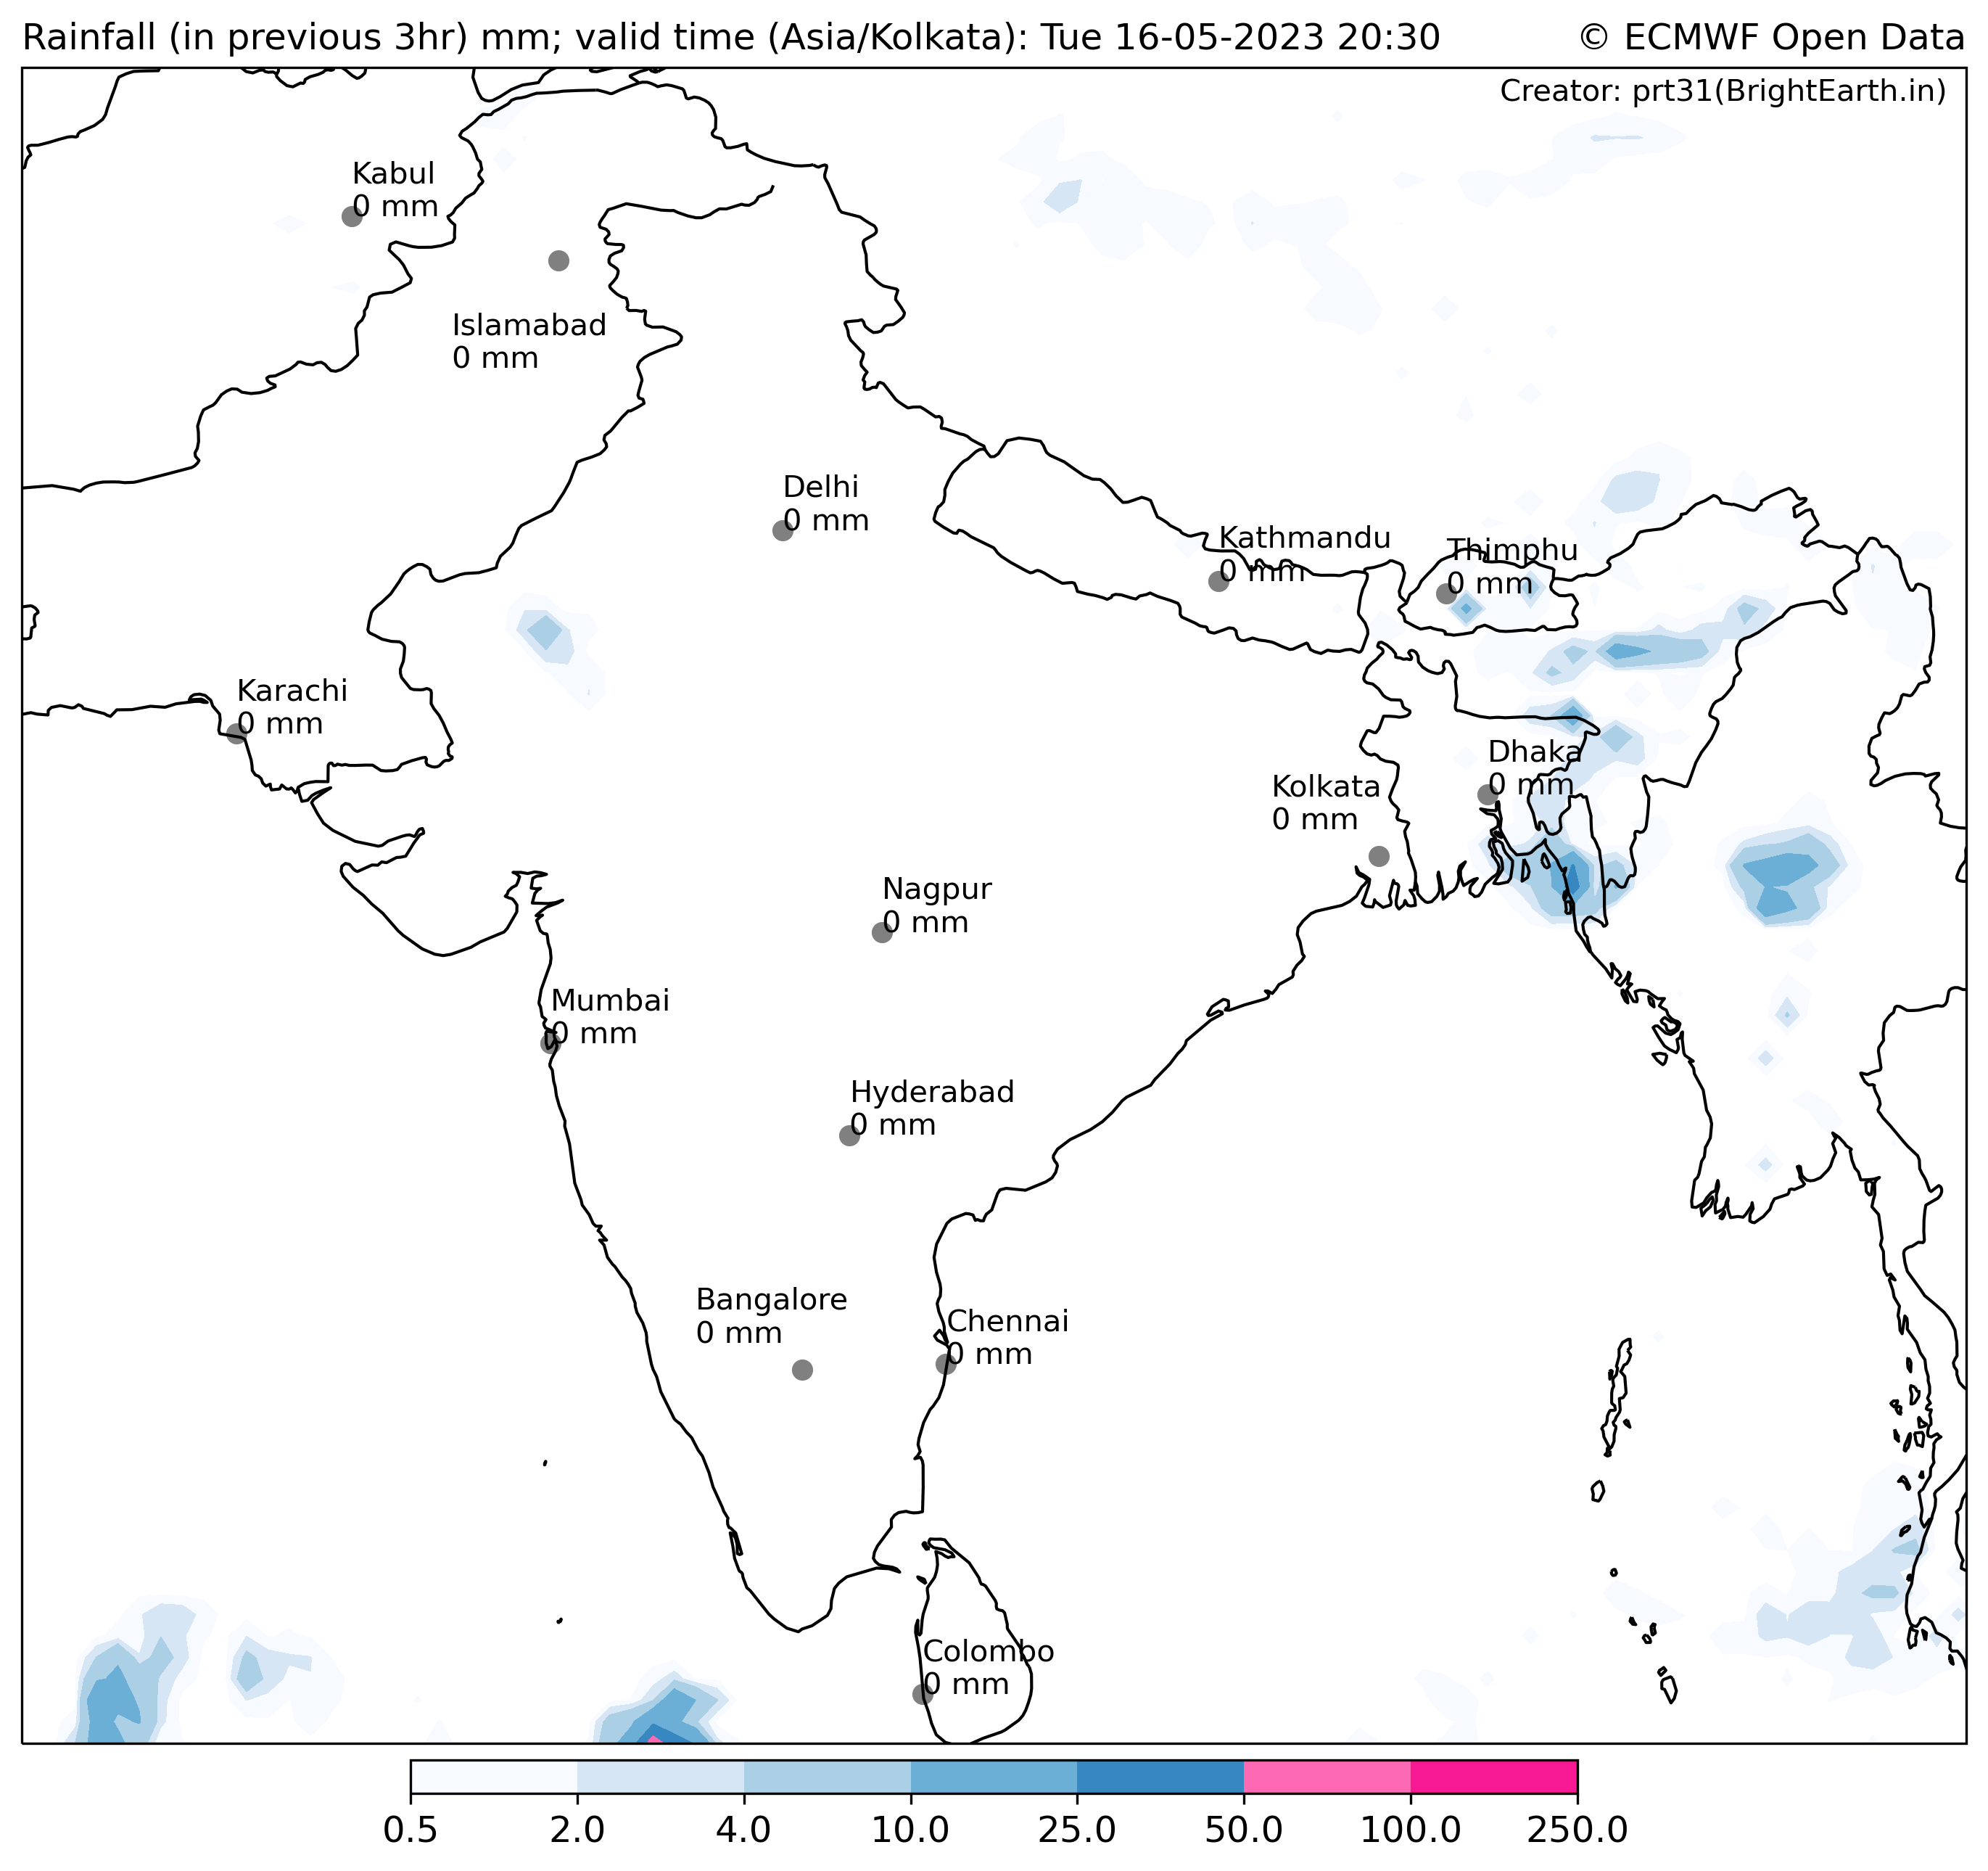 Rainfall (in previous 3hr) mm; valid time (Asia/Kolkata): Tue 16-05-2023 20:30
© ECMWF Open Data
Creator: prt31(BrightEarth.in)
Kabul
0 mm
Islamabad
0 mm
Delhi
0 mm
Kathmandu
0 mm
Thimphu
0 mm
Karachi
0 mm
Dhaka
0 mm
Kolkata
0 mm
Nagpur
0 mm
Mumbai
0 mm
Hyderabad
0 mm
Bangalore
0 mm
Chennai
0 mm
Colombo
0 mm
0.5 2.0 4.0 10.0 25.0 50.0 100.0 250.0